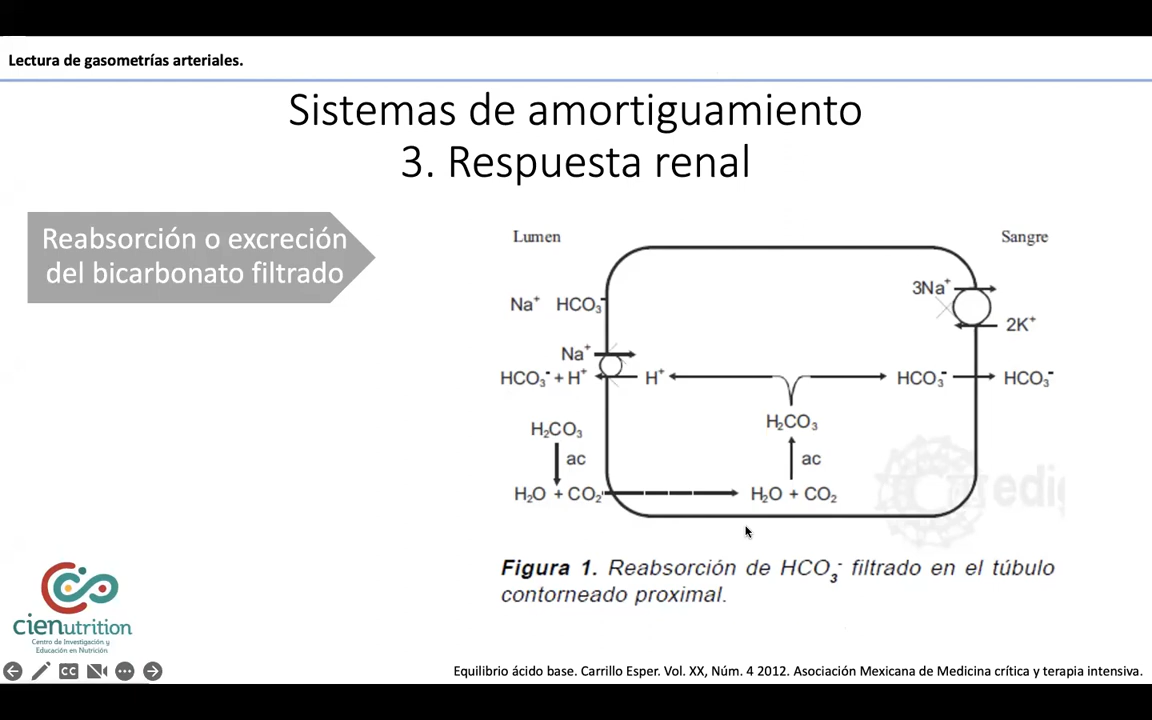 Lectura de gasometrías arteriales.
Sistemas de amortiguamiento
3. Respuesta renal
Reabsorción o excreción
del bicarbonato filtrado
Lumen
Sangre
Na⁺ HCO₃⁻
3Na⁺
2K⁺
Na⁺
HCO₃⁻ + H⁺
H⁺
HCO₃⁻
HCO₃⁻
H₂CO₃
H₂CO₃
ac
ac
H₂O + CO₂
H₂O + CO₂
Figura 1. Reabsorción de HCO₃⁻ filtrado en el túbulo
contorneado proximal.
cienutrition
Centro de Investigación y
Educación en Nutrición
CC
Equilibrio ácido base. Carrillo Esper. Vol. XX, Núm. 4 2012. Asociación Mexicana de Medicina crítica y terapia intensiva.